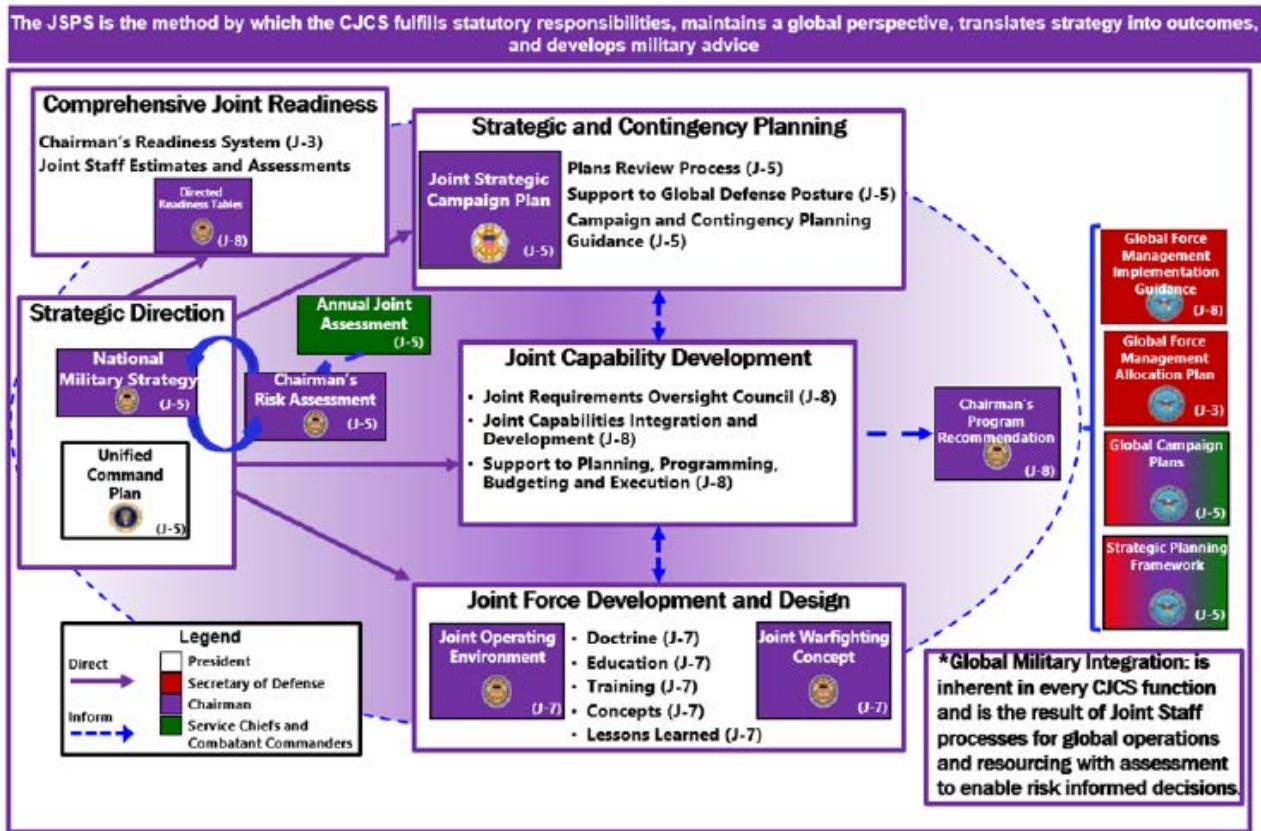 The JSPS is the method by which the CJCS fulfills statutory responsibilities, maintains a global perspective, translates strategy into outcomes,
and develops military advice
Comprehensive Joint Readiness
Chairman's Readiness System (J-3)
Joint Staff Estimates and Assessments
Directed
Readiness Tables
(J-8)
Strategic and Contingency Planning
Joint Strategic
Campaign Plan
(J-5)
Plans Review Process (J-5)
Support to Global Defense Posture (J-5)
Campaign and Contingency Planning
Guidance (J-5)
Strategic Direction
National
Military Strategy
(J-5)
Unified
Command
Plan
(J-5)
Annual Joint
Assessment
(J-5)
Chairman's
Risk Assessment
(J-5)
Joint Capability Development
• Joint Requirements Oversight Council (J-8)
• Joint Capabilities Integration and
Development (J-8)
• Support to Planning, Programming,
Budgeting and Execution (J-8)
Chairman's
Program
Recommendation
(J-8)
Global Force
Management
Implementation
Guidance
(J-8)
Global Force
Management
Allocation Plan
(J-3)
Global Campaign
Plans
(J-5)
Strategic Planning
Framework
(J-5)
Joint Force Development and Design
Joint Operating
Environment
(J-7)
• Doctrine (J-7)
• Education (J-7)
• Training (J-7)
• Concepts (J-7)
• Lessons Learned (J-7)
Joint Warfighting
Concept
(J-7)
Legend
Direct
Inform
President
Secretary of Defense
Chairman
Service Chiefs and
Combatant Commanders
*Global Military Integration: is
inherent in every CJCS function
and is the result of Joint Staff
processes for global operations
and resourcing with assessment
to enable risk informed decisions.